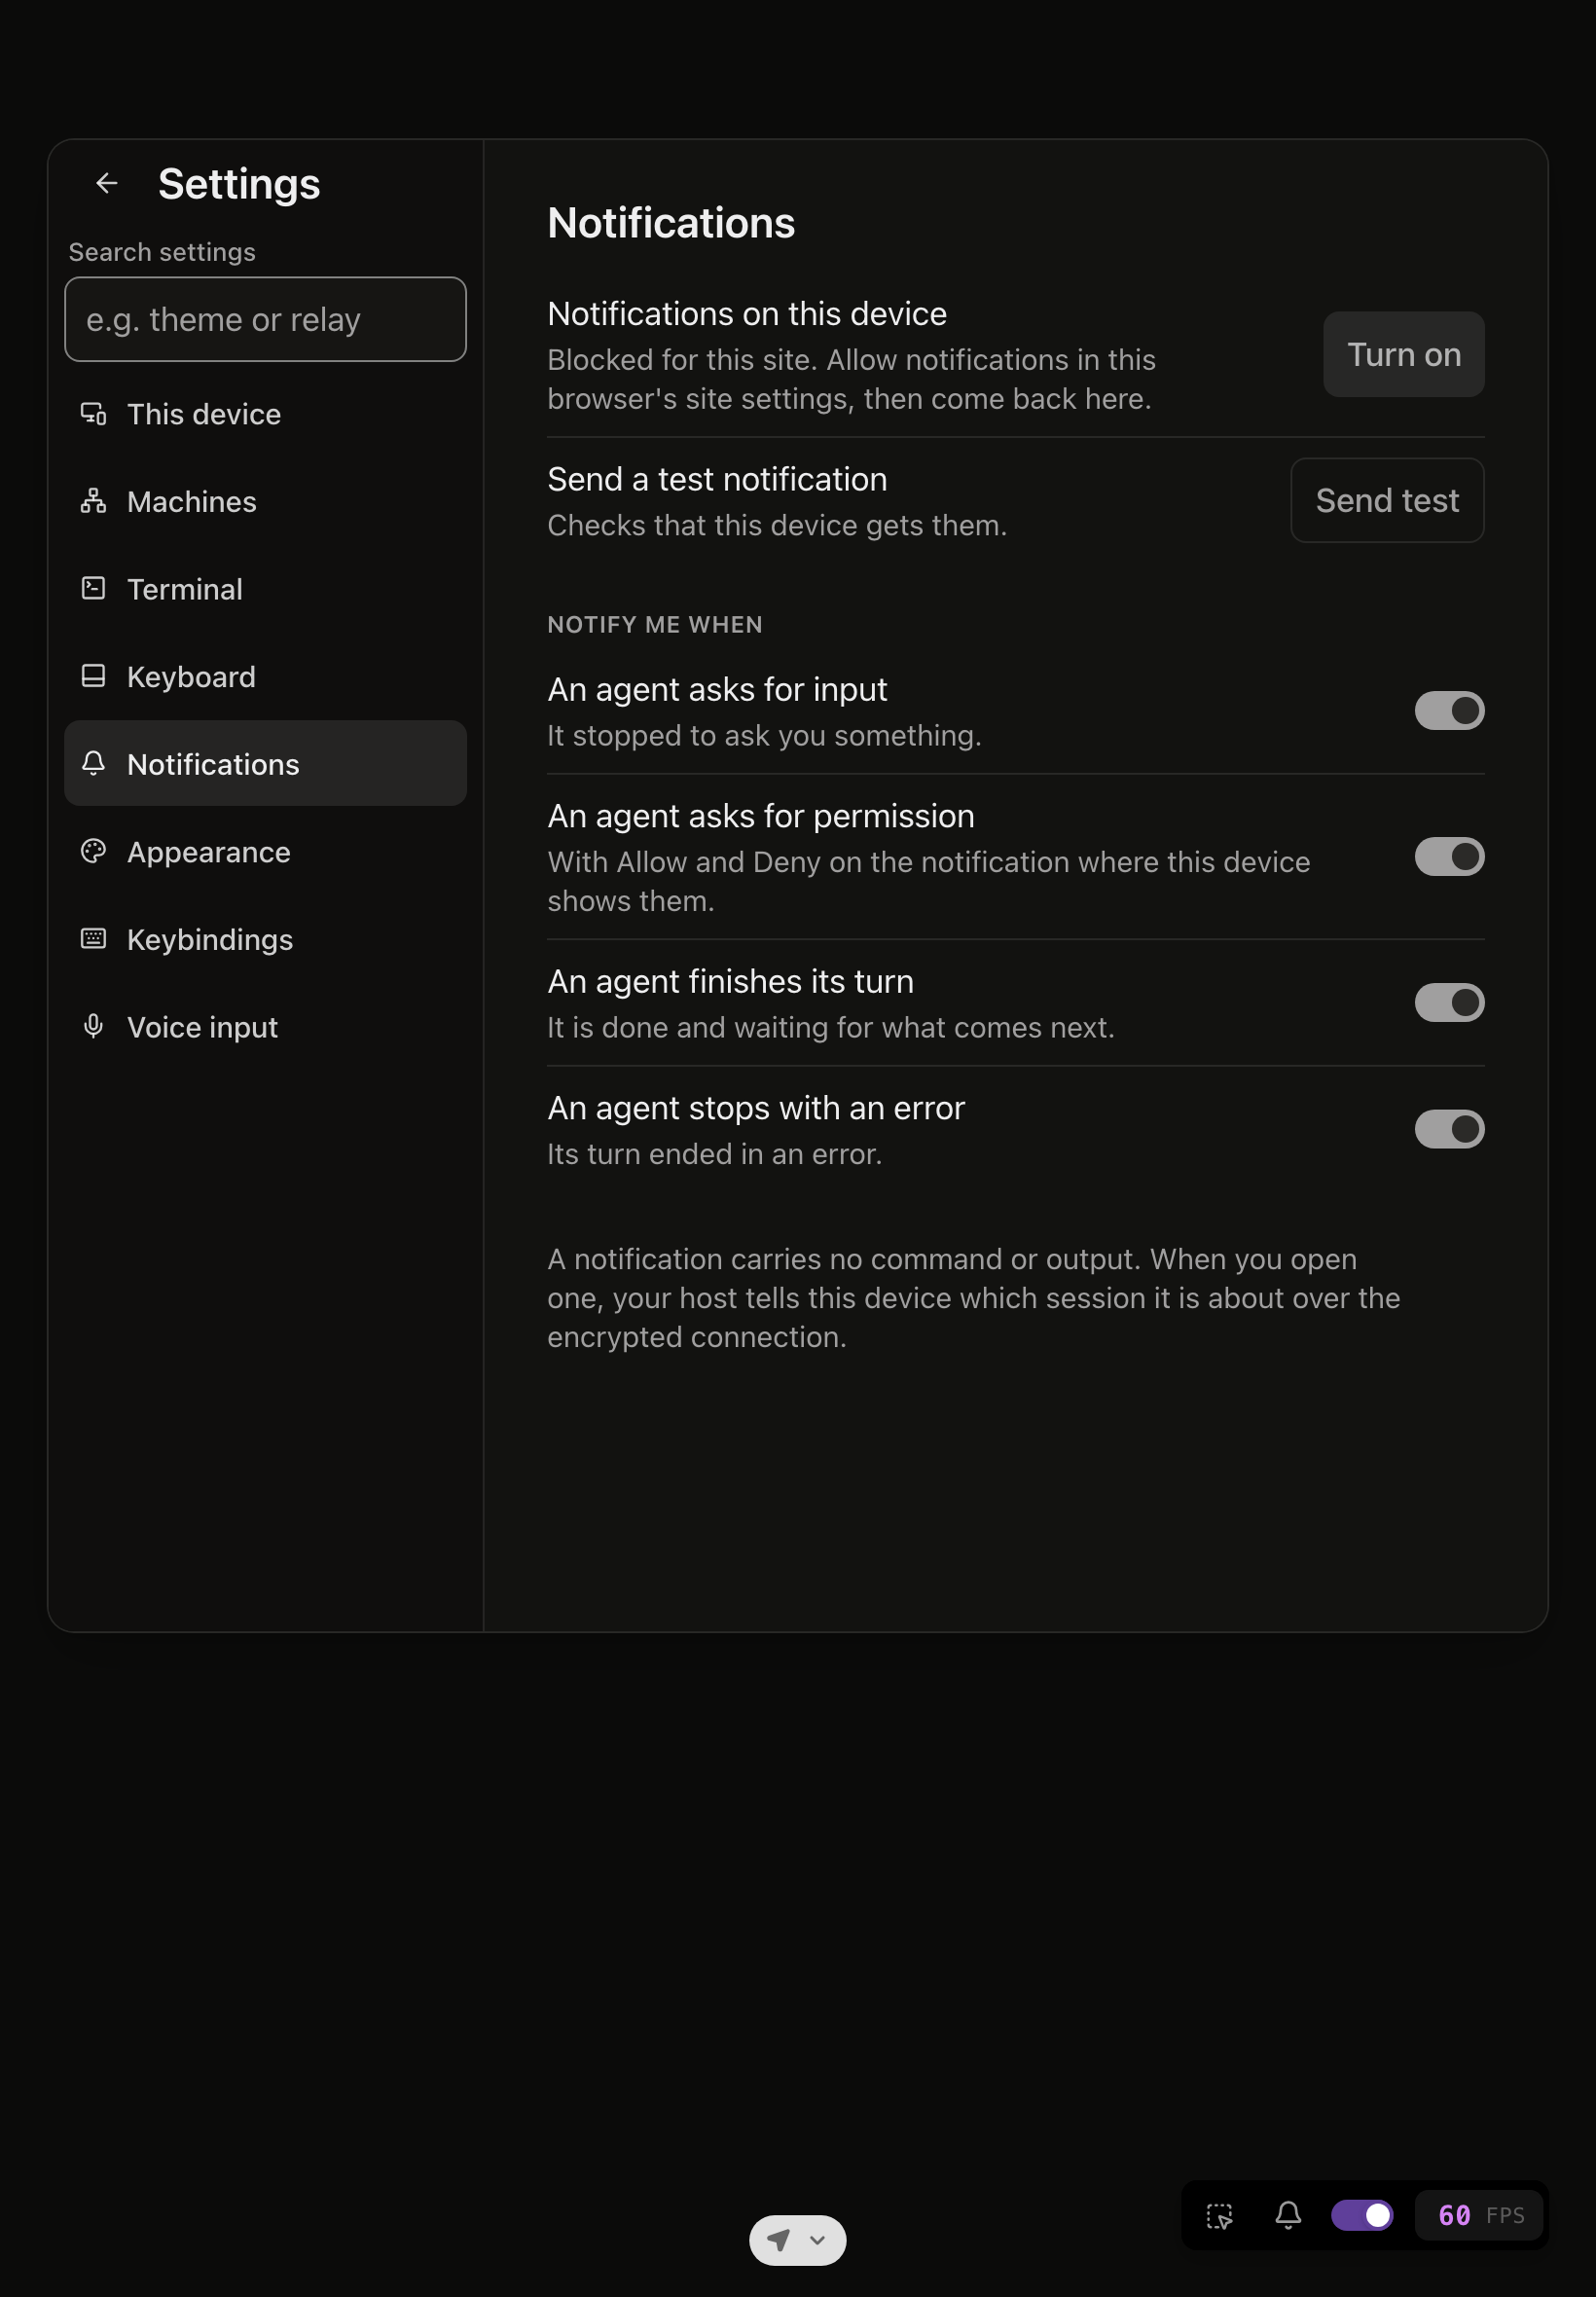 Settings
Search settings
e.g. theme or relay
This device
Machines
Terminal
Keyboard
Notifications
Appearance
Keybindings
Voice input
Notifications
Notifications on this device
Blocked for this site. Allow notifications in this
browser's site settings, then come back here.
Turn on
Send a test notification
Checks that this device gets them.
Send test
NOTIFY ME WHEN
An agent asks for input
It stopped to ask you something.
An agent asks for permission
With Allow and Deny on the notification where this device
shows them.
An agent finishes its turn
It is done and waiting for what comes next.
An agent stops with an error
Its turn ended in an error.
A notification carries no command or output. When you open
one, your host tells this device which session it is about over the
encrypted connection.
60 FPS